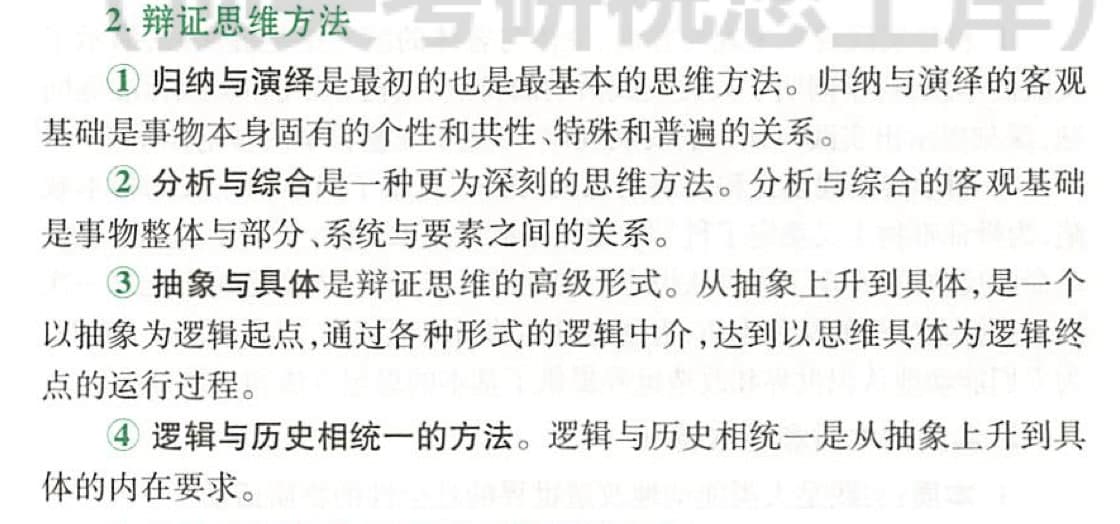 2. 辩证思维方法
① 归纳与演绎是最初的也是最基本的思维方法。归纳与演绎的客观
基础是事物本身固有的个性和共性、特殊和普遍的关系。
② 分析与综合是一种更为深刻的思维方法。分析与综合的客观基础
是事物整体与部分、系统与要素之间的关系。
③ 抽象与具体是辩证思维的高级形式。从抽象上升到具体,是一个
以抽象为逻辑起点,通过各种形式的逻辑中介,达到以思维具体为逻辑终
点的运行过程。
④ 逻辑与历史相统一的方法。逻辑与历史相统一是从抽象上升到具
体的内在要求。